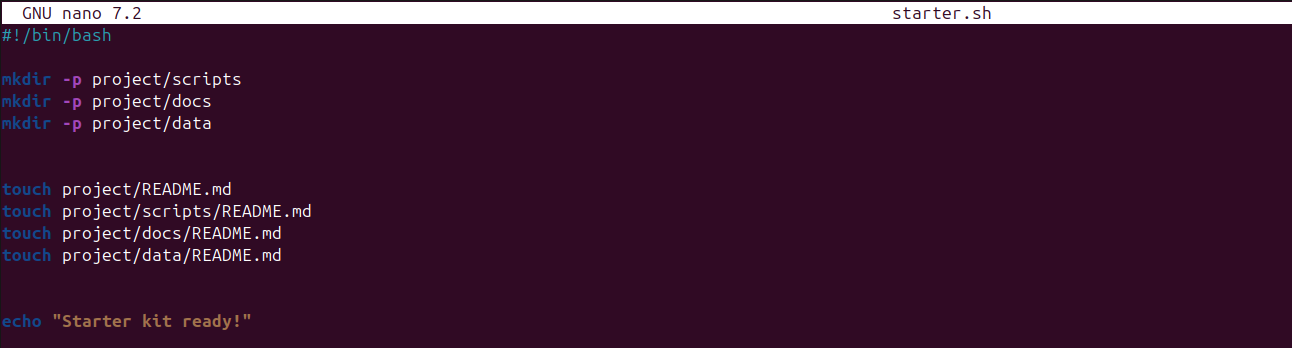 GNU nano 7.2 starter.sh
#!/bin/bash
mkdir -p project/scripts
mkdir -p project/docs
mkdir -p project/data
touch project/README.md
touch project/scripts/README.md
touch project/docs/README.md
touch project/data/README.md
echo "Starter kit ready!"